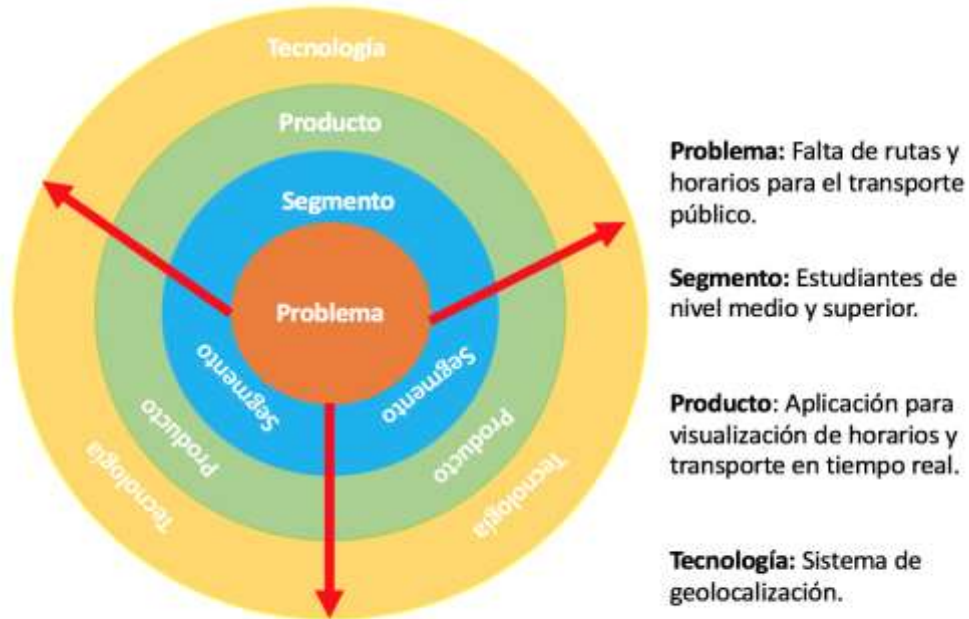 Tecnología
Producto
Segmento
Problema
Segmento
Segmento
Producto
Producto
Tecnología
Tecnología
Problema: Falta de rutas y
horarios para el transporte
público.
Segmento: Estudiantes de
nivel medio y superior.
Producto: Aplicación para
visualización de horarios y
transporte en tiempo real.
Tecnología: Sistema de
geolocalización.